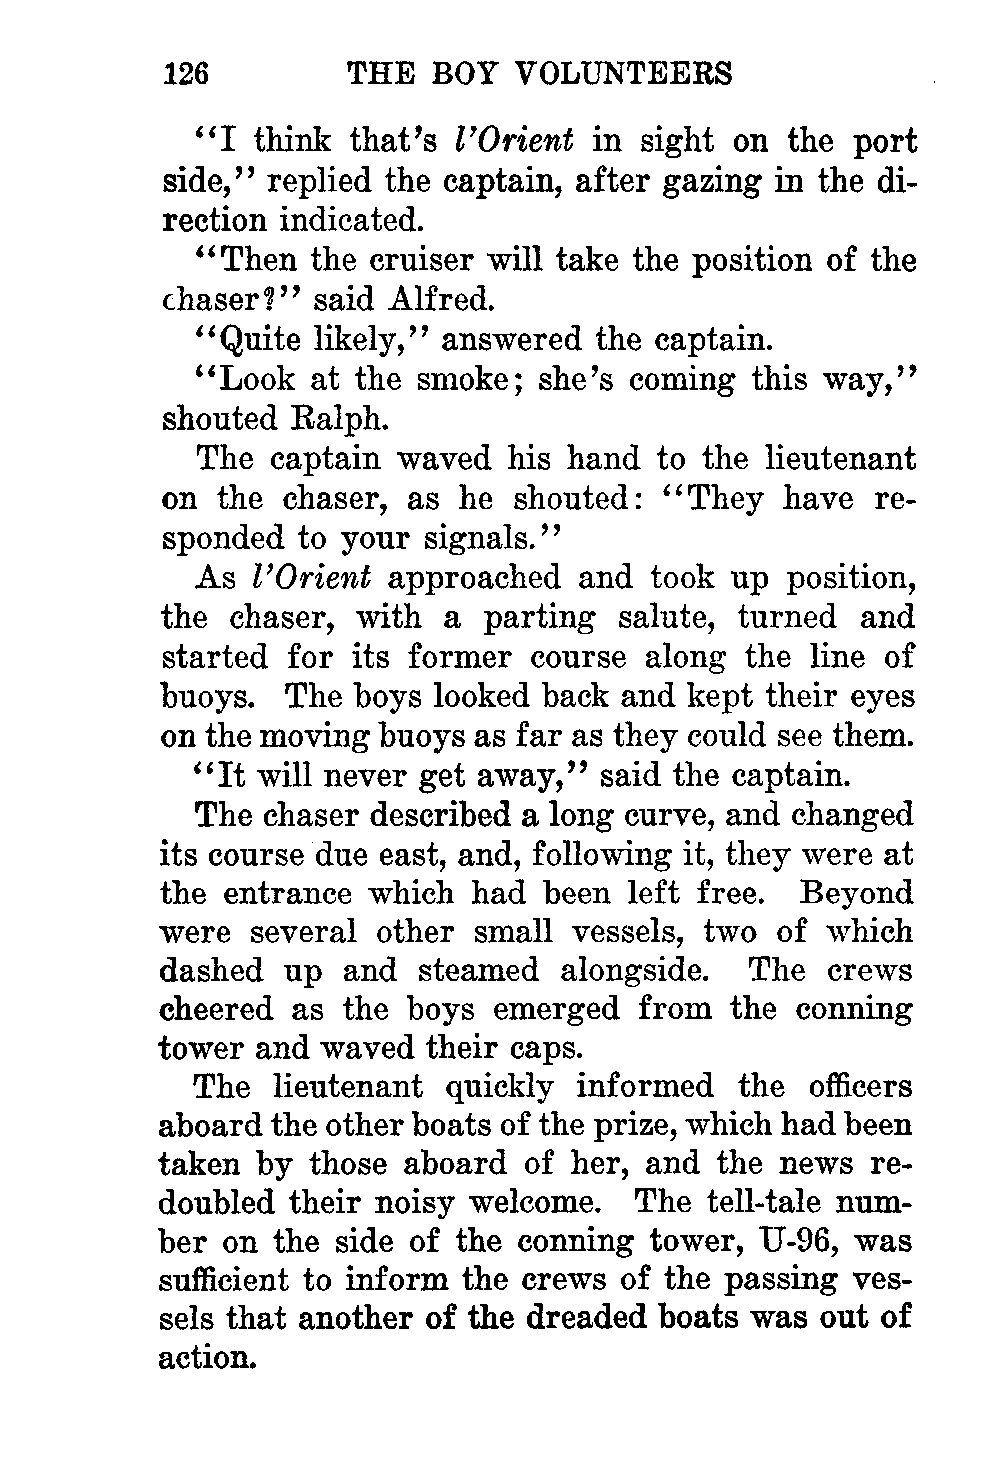 126 THE BOY VOLUNTEERS
“I think that’s l’Orient in sight on the port
side,” replied the captain, after gazing in the di-
rection indicated.
“Then the cruiser will take the position of the
chaser?” said Alfred.
“Quite likely,” answered the captain.
“Look at the smoke; she’s coming this way,”
shouted Ralph.
The captain waved his hand to the lieutenant
on the chaser, as he shouted: “They have re-
sponded to your signals.”
As l’Orient approached and took up position,
the chaser, with a parting salute, turned and
started for its former course along the line of
buoys. The boys looked back and kept their eyes
on the moving buoys as far as they could see them.
“It will never get away,” said the captain.
The chaser described a long curve, and changed
its course due east, and, following it, they were at
the entrance which had been left free. Beyond
were several other small vessels, two of which
dashed up and steamed alongside. The crews
cheered as the boys emerged from the conning
tower and waved their caps.
The lieutenant quickly informed the officers
aboard the other boats of the prize, which had been
taken by those aboard of her, and the news re-
doubled their noisy welcome. The tell-tale num-
ber on the side of the conning tower, U-96, was
sufficient to inform the crews of the passing ves-
sels that another of the dreaded boats was out of
action.